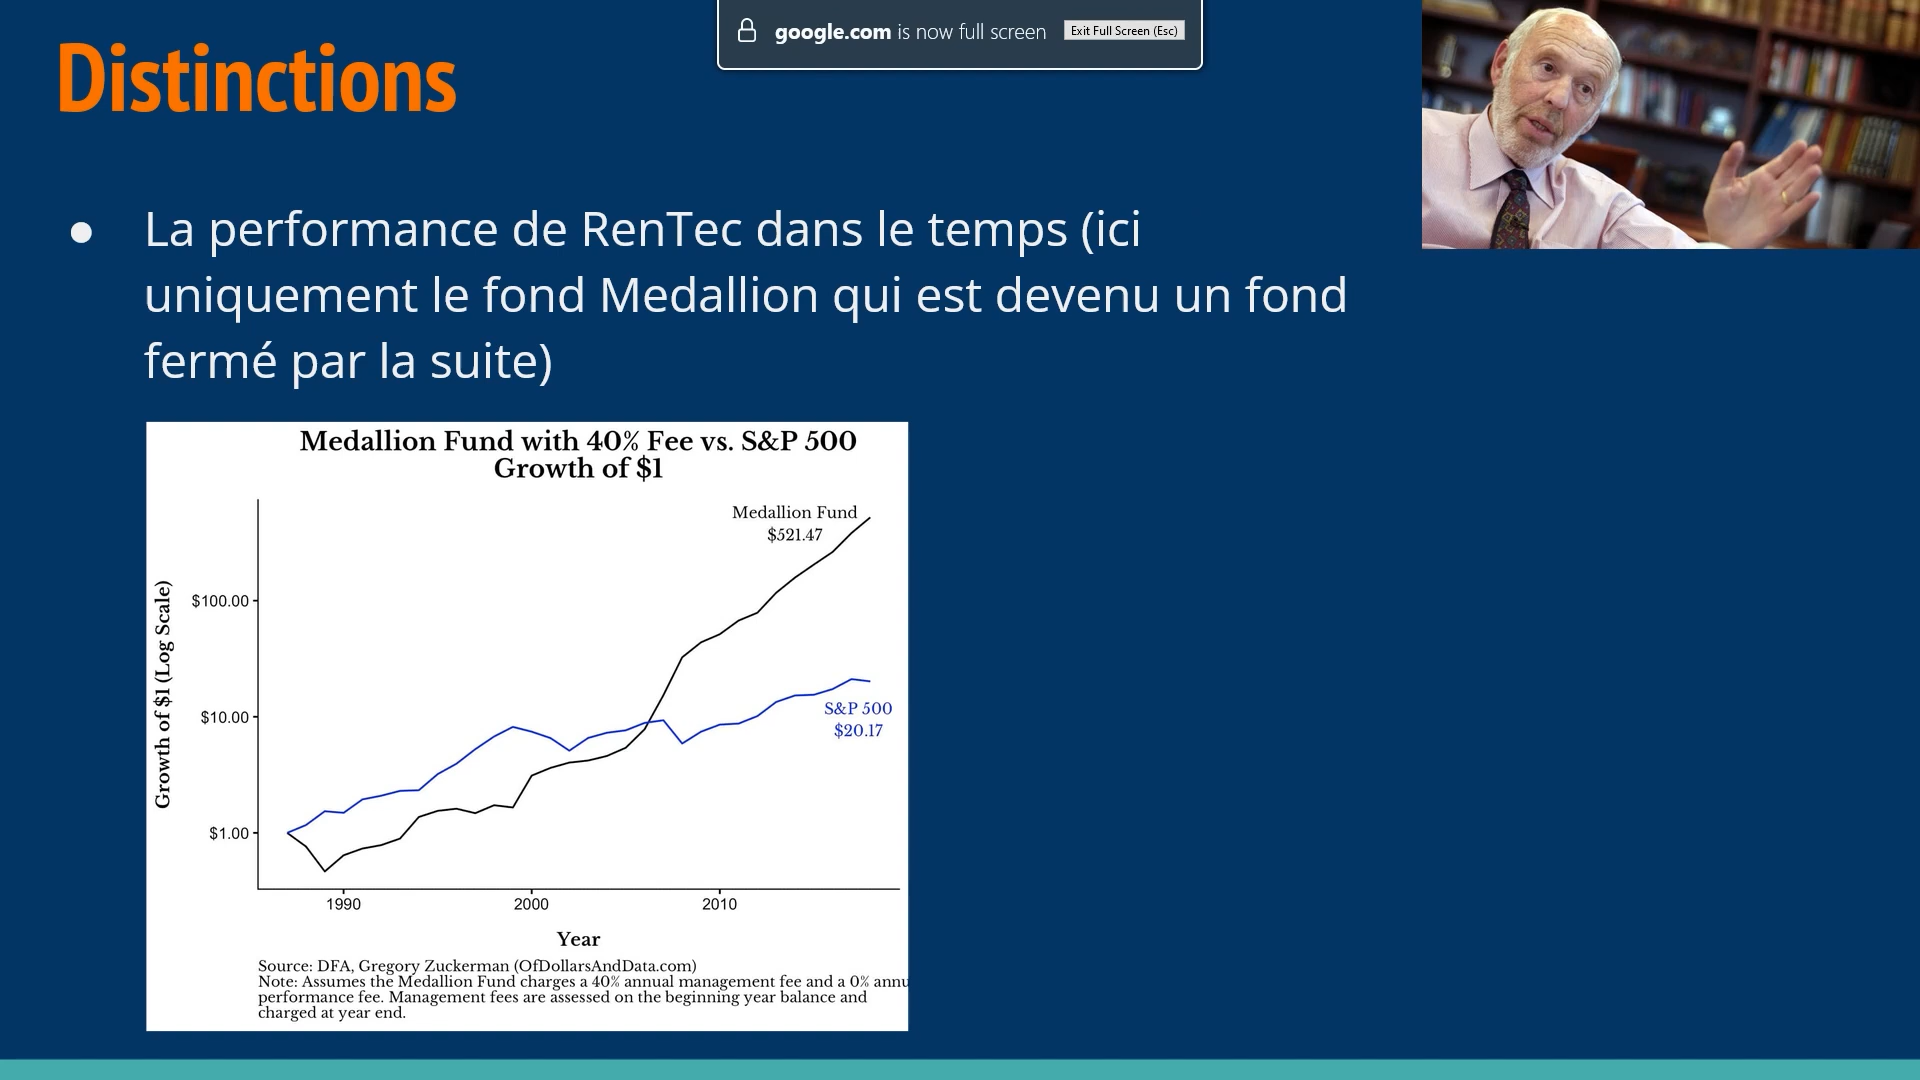 google.com is now full screen Exit Full Screen (Esc)
Distinctions
● La performance de RenTec dans le temps (ici
uniquement le fond Medallion qui est devenu un fond
fermé par la suite)
Medallion Fund with 40% Fee vs. S&P 500
Growth of $1
Medallion Fund
$521.47
Growth of $1 (Log Scale)
$100.00
$10.00
$1.00
S&P 500
$20.17
1990 2000 2010
Year
Source: DFA, Gregory Zuckerman (OfDollarsAndData.com)
Note: Assumes the Medallion Fund charges a 40% annual management fee and a 0% annu
performance fee. Management fees are assessed on the beginning year balance and
charged at year end.